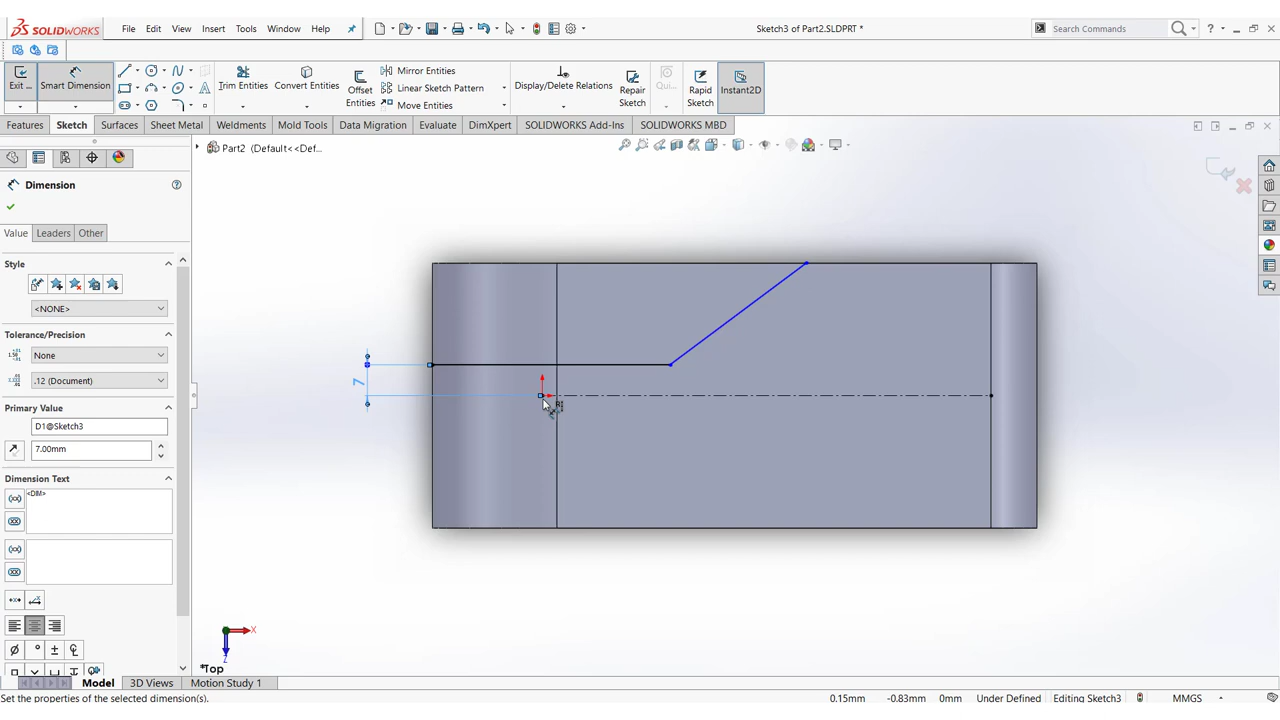 SOLIDWORKS File Edit View Insert Tools Window Help Sketch3 of Part2.SLDPRT * Search Commands ?
Exit ... Smart Dimension Trim Entities Convert Entities Offset Entities Mirror Entities Display/Delete Relations Repair Sketch Qui... Rapid Sketch Instant2D
Linear Sketch Pattern
Move Entities
Features Sketch Surfaces Sheet Metal Weldments Mold Tools Data Migration Evaluate DimXpert SOLIDWORKS Add-Ins SOLIDWORKS MBD
Part2 (Default<<Def...
Dimension
Value Leaders Other
Style
<NONE>
Tolerance/Precision
None
.12 (Document)
7
Primary Value
D1@Sketch3
7.00mm
Dimension Text
<DIM>
X
Z
*Top
Model 3D Views Motion Study 1
Set the properties of the selected dimension(s). 0.15mm -0.83mm 0mm Under Defined Editing Sketch3 MMGS